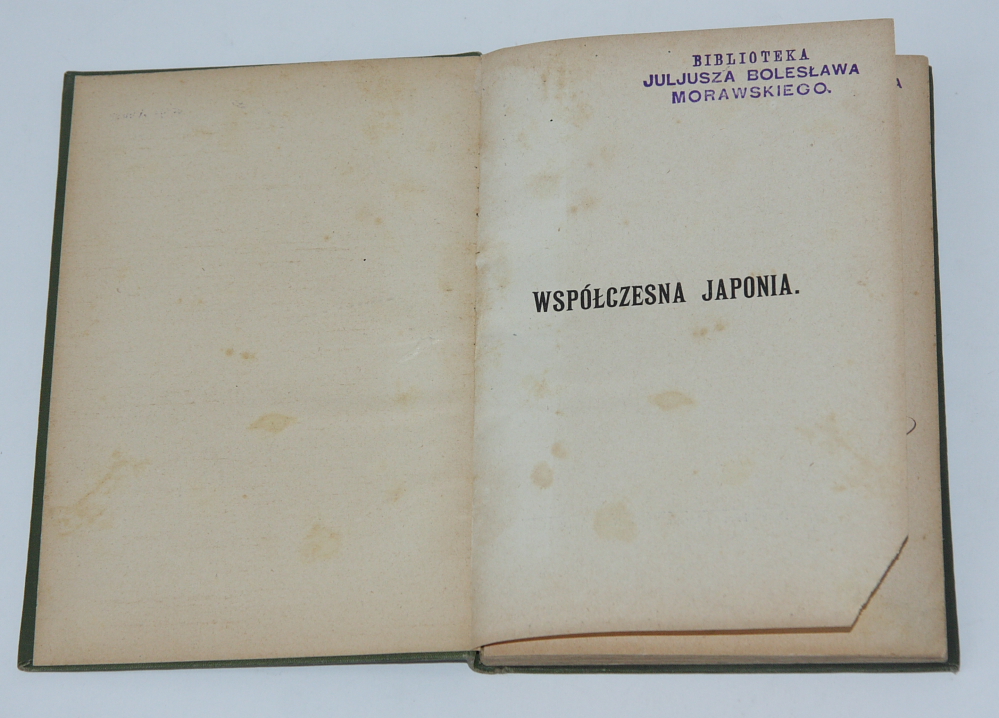 BIBLIOTEKA
JULJUSZA BOLESŁAWA
MORAWSKIEGO.
WSPÓŁCZESNA JAPONIA.